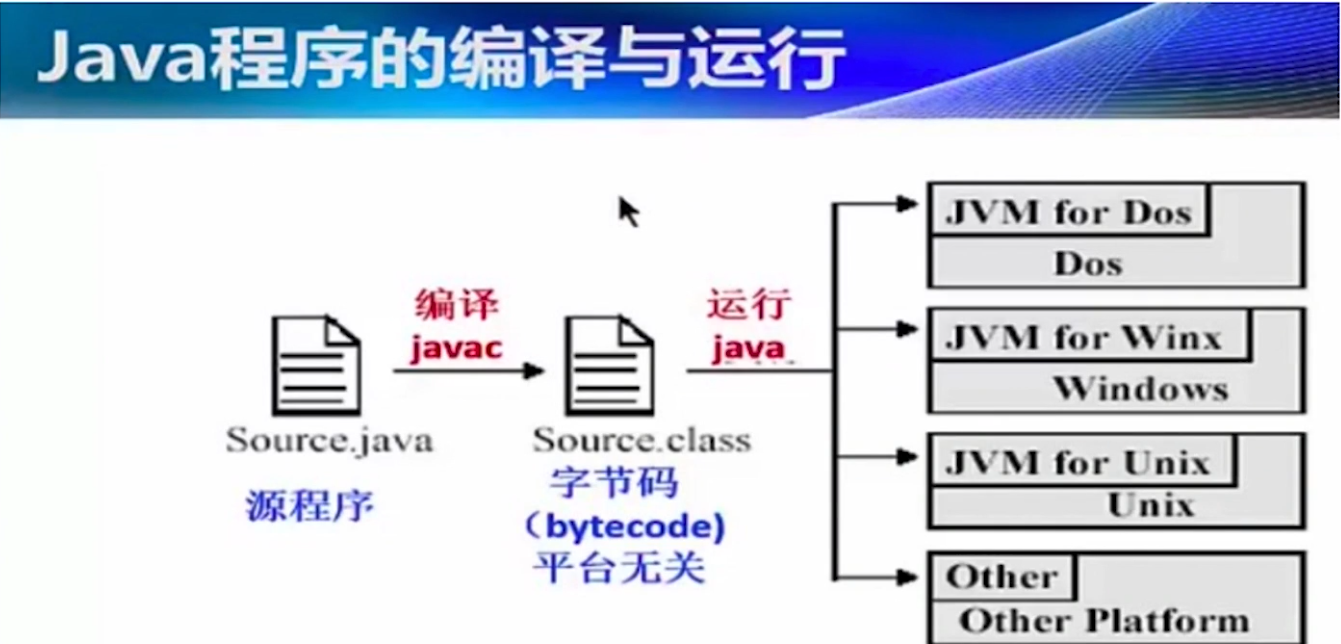 Java程序的编译与运行
编译
javac
运行
java
Source.java
源程序
Source.class
字节码
（bytecode)
平台无关
JVM for Dos
Dos
JVM for Winx
Windows
JVM for Unix
Unix
Other
Other Platform